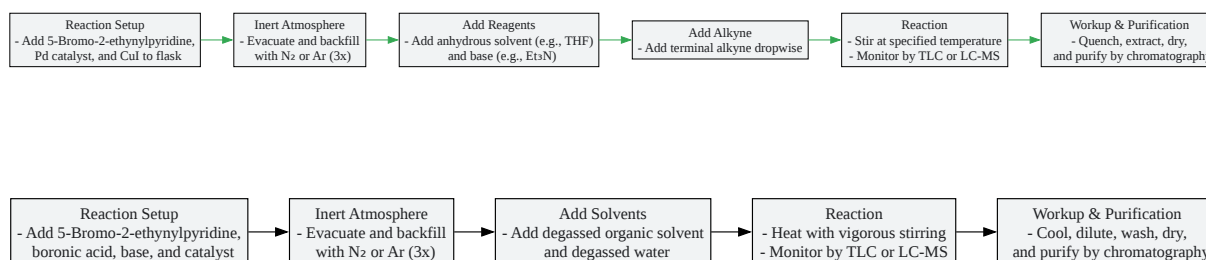 Reaction Setup
- Add 5-Bromo-2-ethynylpyridine,
Pd catalyst, and CuI to flask
Inert Atmosphere
- Evacuate and backfill
with N₂ or Ar (3x)
Add Reagents
- Add anhydrous solvent (e.g., THF)
and base (e.g., Et₃N)
Add Alkyne
- Add terminal alkyne dropwise
Reaction
- Stir at specified temperature
- Monitor by TLC or LC-MS
Workup & Purification
- Quench, extract, dry,
and purify by chromatography
Reaction Setup
- Add 5-Bromo-2-ethynylpyridine,
boronic acid, base, and catalyst
Inert Atmosphere
- Evacuate and backfill
with N₂ or Ar (3x)
Add Solvents
- Add degassed organic solvent
and degassed water
Reaction
- Heat with vigorous stirring
- Monitor by TLC or LC-MS
Workup & Purification
- Cool, dilute, wash, dry,
and purify by chromatography